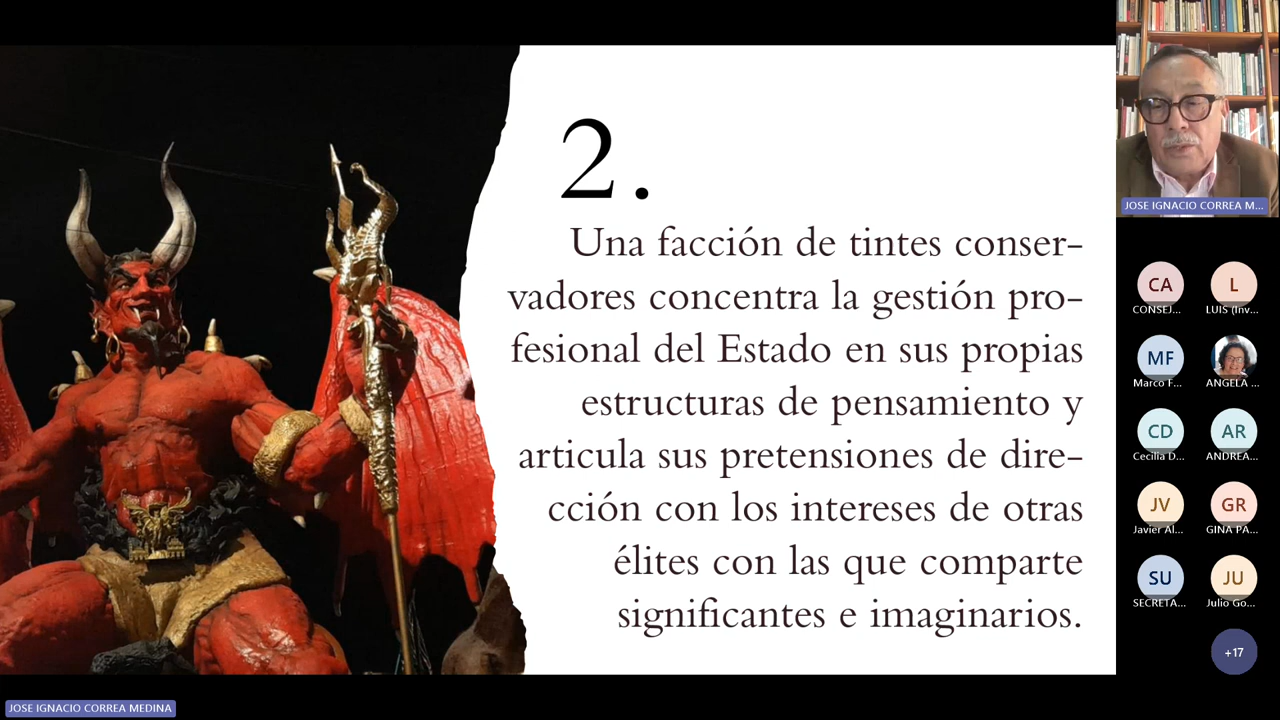 2.
Una facción de tintes conser-
vadores concentra la gestión pro-
fesional del Estado en sus propias
estructuras de pensamiento y
articula sus pretensiones de dire-
cción con los intereses de otras
élites con las que comparte
significantes e imaginarios.
JOSE IGNACIO CORREA M...
CA
CONSEJ...
L
LUIS (Inv...
MF
Marco F...
ANGELA ...
CD
Cecilia D...
AR
ANDREA...
JV
Javier Al...
GR
GINA PA...
SU
SECRETA...
JU
Julio Go...
+17
JOSE IGNACIO CORREA MEDINA